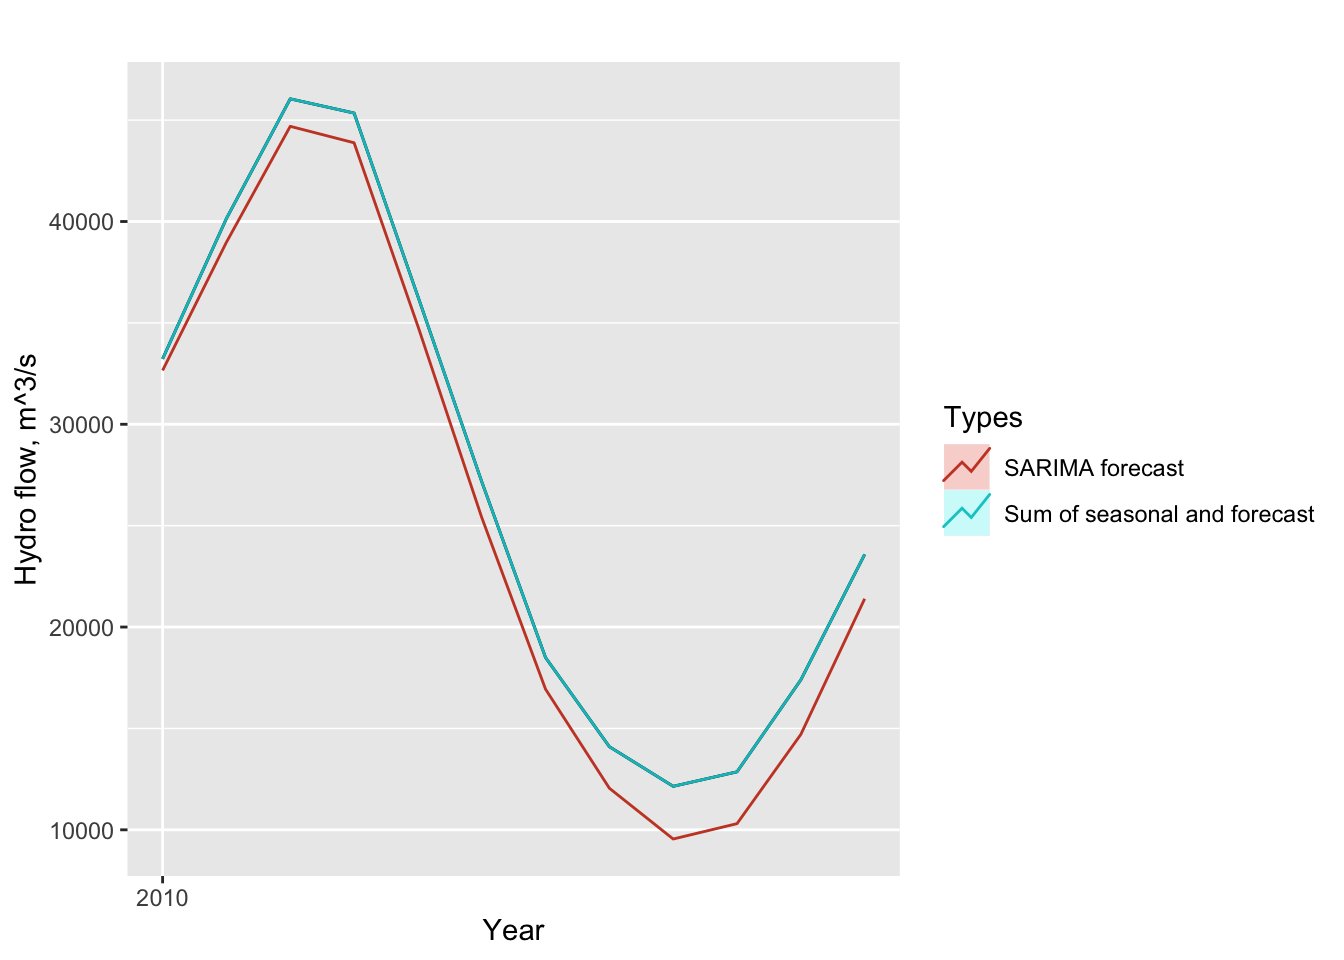 40000
30000
20000
10000
Hydro flow, m^3/s
2010
Year
Types
SARIMA forecast
Sum of seasonal and forecast